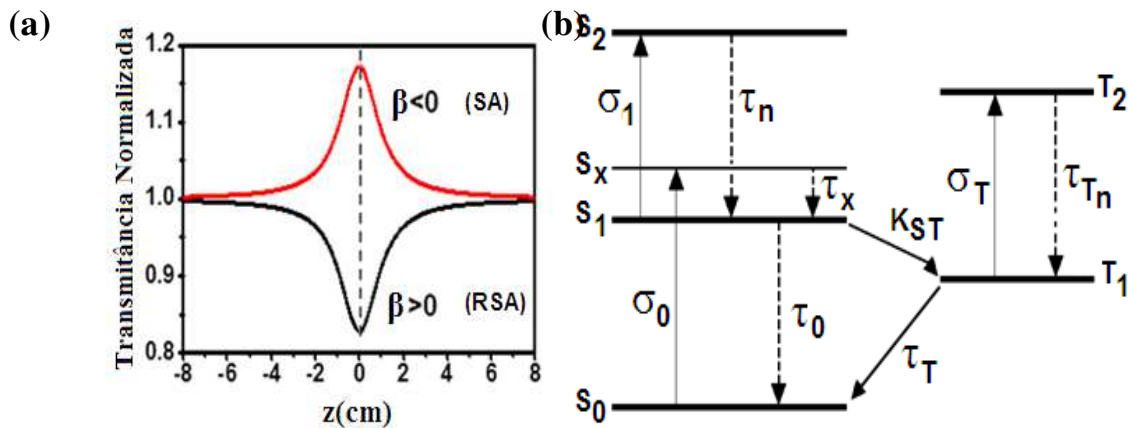 (a)
Transmitância Normalizada
1.2
1.1
1.0
0.9
0.8
β<0 (SA)
β>0 (RSA)
-8 -6 -4 -2 0 2 4 6 8
z(cm)
(b)
S2
σ1
τn
Sx
τx
S1
σ0
τ0
S0
KST
T2
σT
τTn
T1
τT